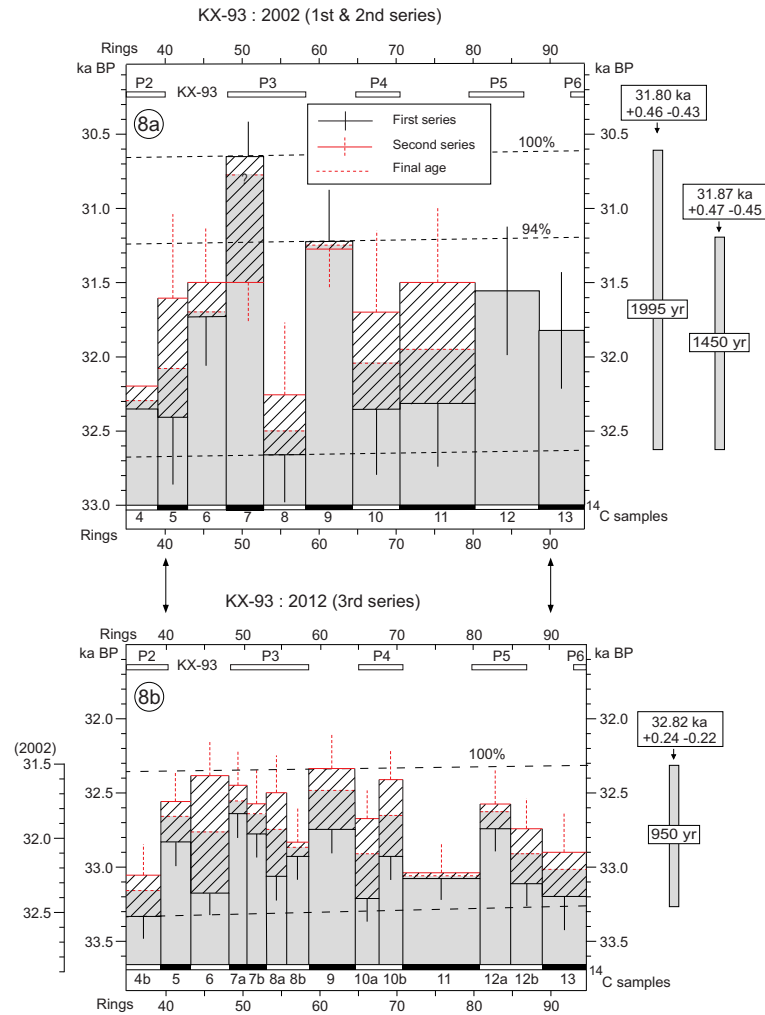 KX-93 : 2002 (1st & 2nd series)
Rings 40 50 60 70 80 90
ka BP ka BP
P2 KX-93 P3 P4 P5 P6
8a
First series
Second series
Final age
?
100%
94%
30.5 30.5
31.0 31.0
31.5 31.5
32.0 32.0
32.5 32.5
33.0 33.0
31.80 ka
+0.46 -0.43
31.87 ka
+0.47 -0.45
1995 yr
1450 yr
4 5 6 7 8 9 10 11 12 13 14 C samples
Rings
40 50 60 70 80 90
KX-93 : 2012 (3rd series)
Rings 40 50 60 70 80 90
ka BP ka BP
P2 KX-93 P3 P4 P5 P6
8b
100%
32.0 32.0
32.5 32.5
33.0 33.0
33.5 33.5
(2002)
31.5
32.0
32.5
32.82 ka
+0.24 -0.22
950 yr
4b 5 6 7a 7b 8a 8b 9 10a 10b 11 12a 12b 13 14 C samples
Rings 40 50 60 70 80 90